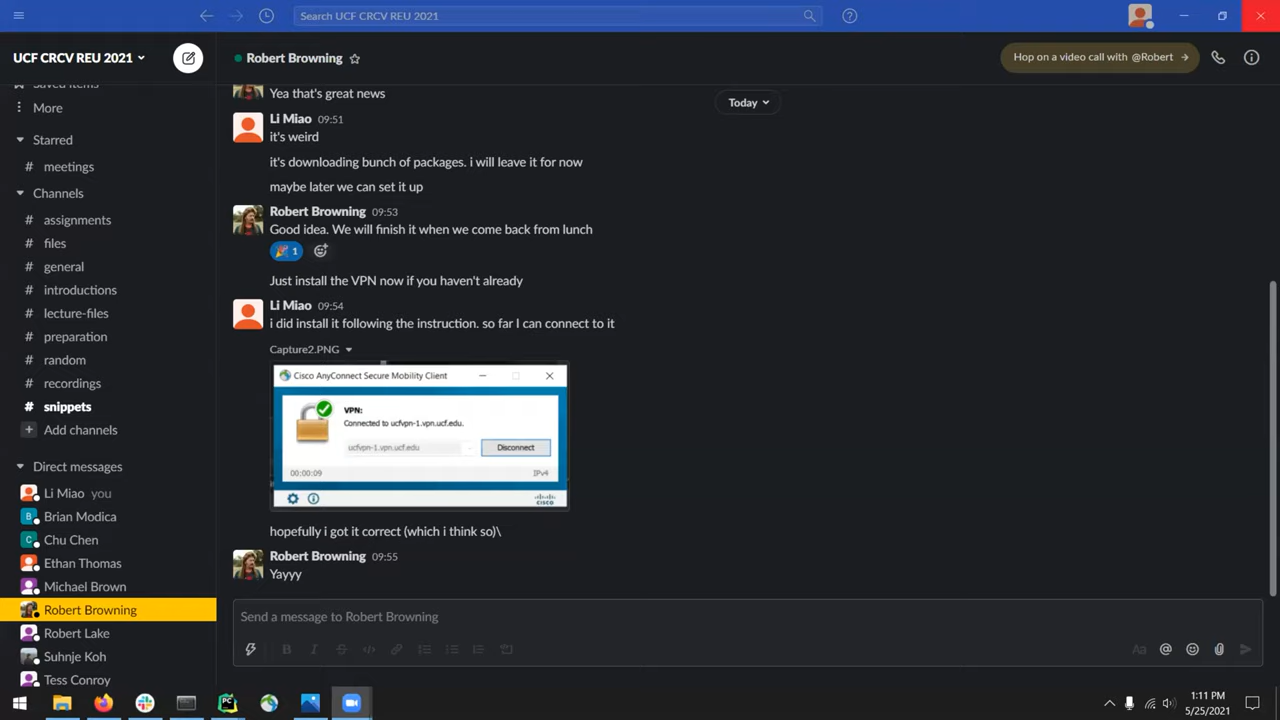 Search UCF CRCV REU 2021
UCF CRCV REU 2021
Robert Browning
Hop on a video call with @Robert →
Saved items
More
Starred
# meetings
Channels
# assignments
# files
# general
# introductions
# lecture-files
# preparation
# random
# recordings
# snippets
+ Add channels
Direct messages
Li Miao you
B Brian Modica
C Chu Chen
Ethan Thomas
Michael Brown
Robert Browning
Robert Lake
Suhnje Koh
Tess Conroy
Yea that's great news
Today
Li Miao 09:51
it's weird
it's downloading bunch of packages. i will leave it for now
maybe later we can set it up
Robert Browning 09:53
Good idea. We will finish it when we come back from lunch
1
Just install the VPN now if you haven't already
Li Miao 09:54
i did install it following the instruction. so far I can connect to it
Capture2.PNG
Cisco AnyConnect Secure Mobility Client
VPN:
Connected to ucfvpn-1.vpn.ucf.edu.
ucfvpn-1.vpn.ucf.edu
Disconnect
00:00:09
IPv4
CISCO
hopefully i got it correct (which i think so)\
Robert Browning 09:55
Yayyy
Send a message to Robert Browning
B I S </>
Aa @
PC
1:11 PM
5/25/2021